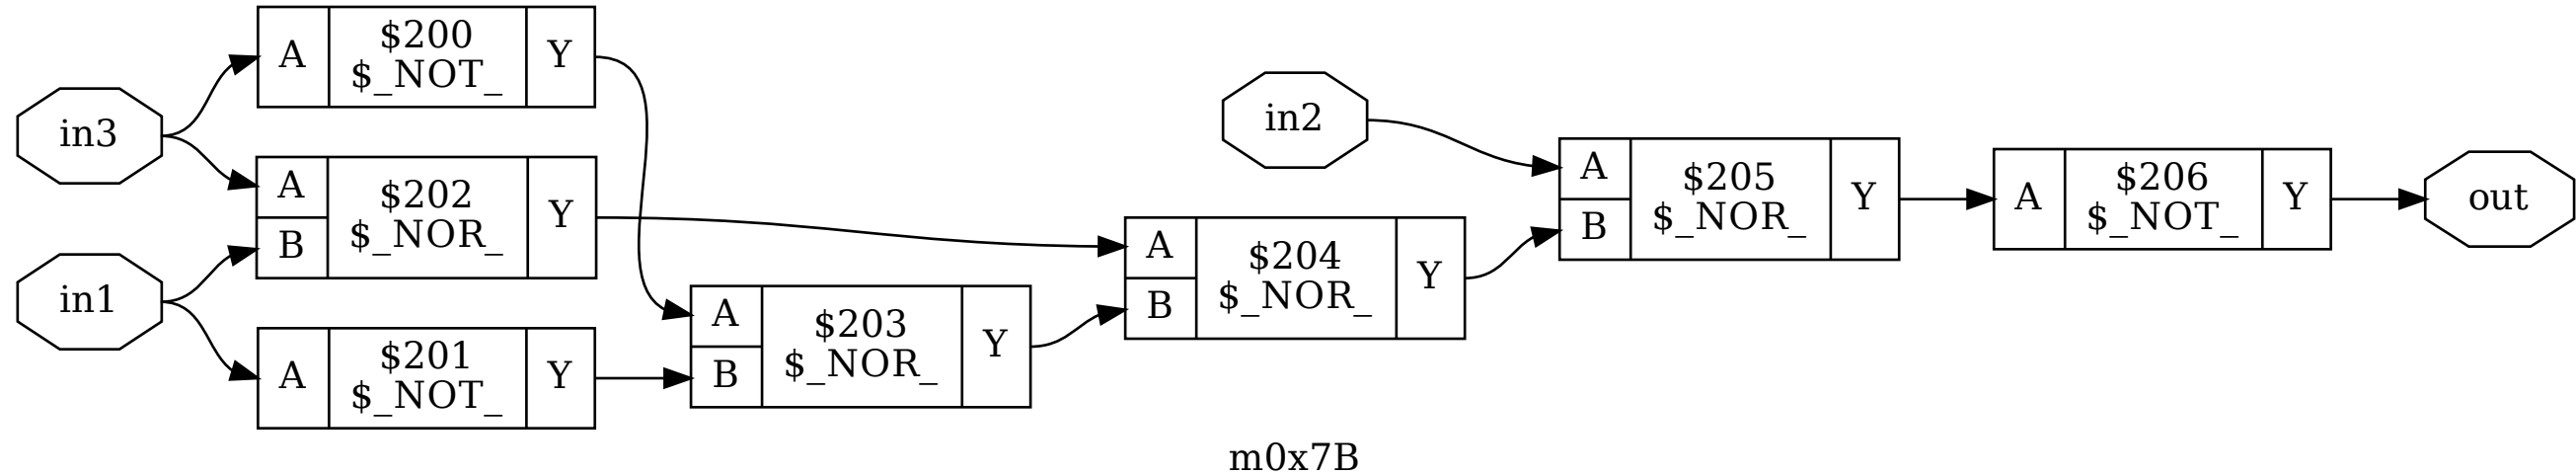 in3
in1
A
$200
$_NOT_
Y
A
B
$202
$_NOR_
Y
A
$201
$_NOT_
Y
A
B
$203
$_NOR_
Y
in2
A
B
$204
$_NOR_
Y
A
B
$205
$_NOR_
Y
A
$206
$_NOT_
Y
out
m0x7B